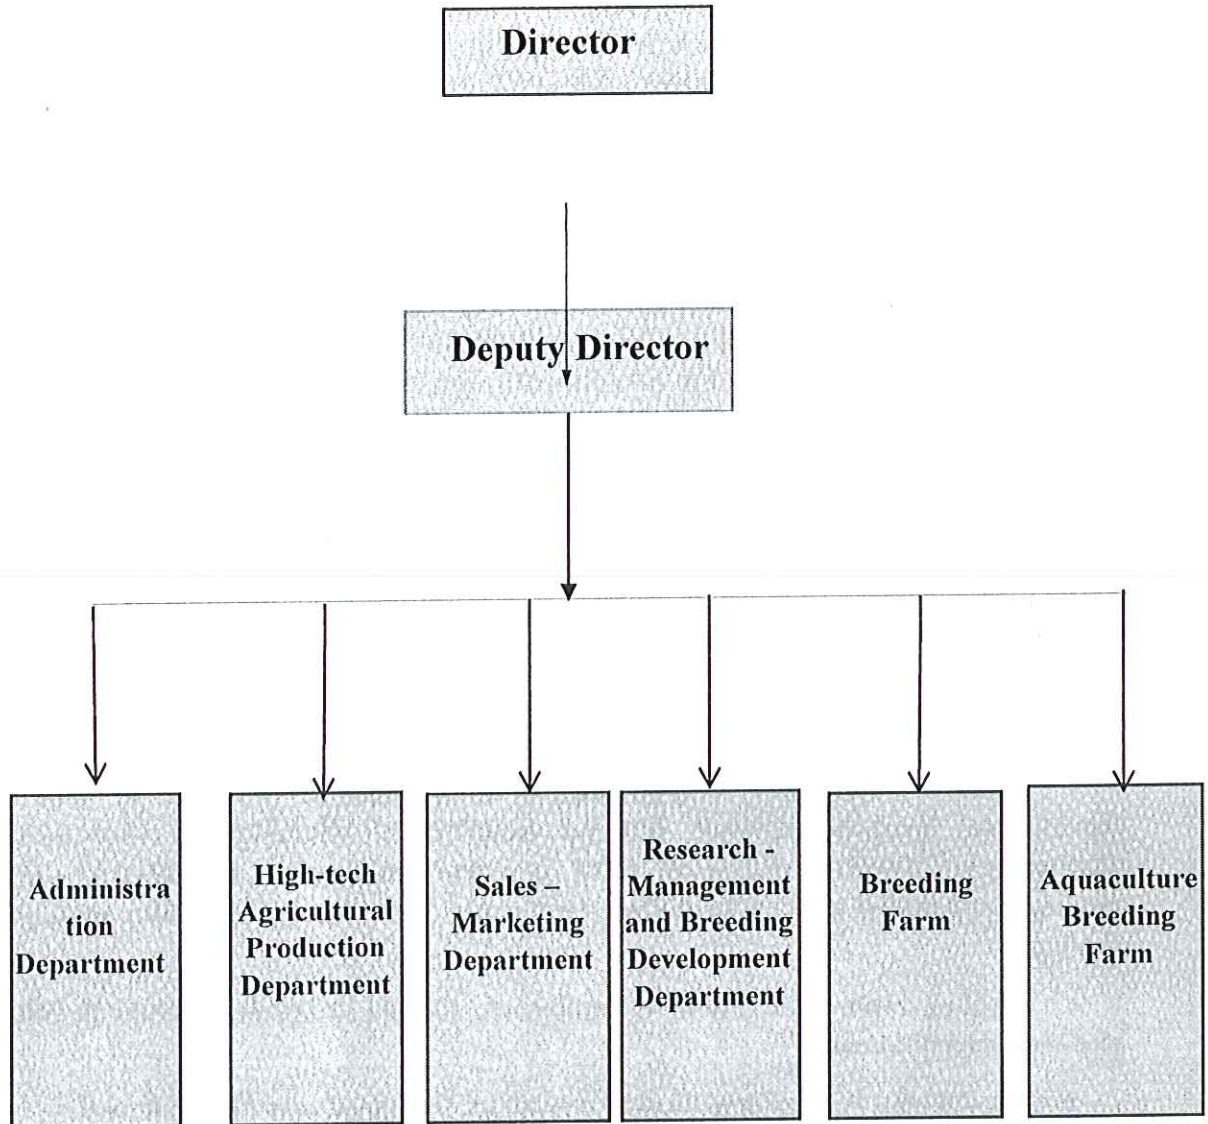 Director
Deputy Director
Administra
tion
Department
High-tech
Agricultural
Production
Department
Sales –
Marketing
Department
Research -
Management
and Breeding
Development
Department
Breeding
Farm
Aquaculture
Breeding
Farm